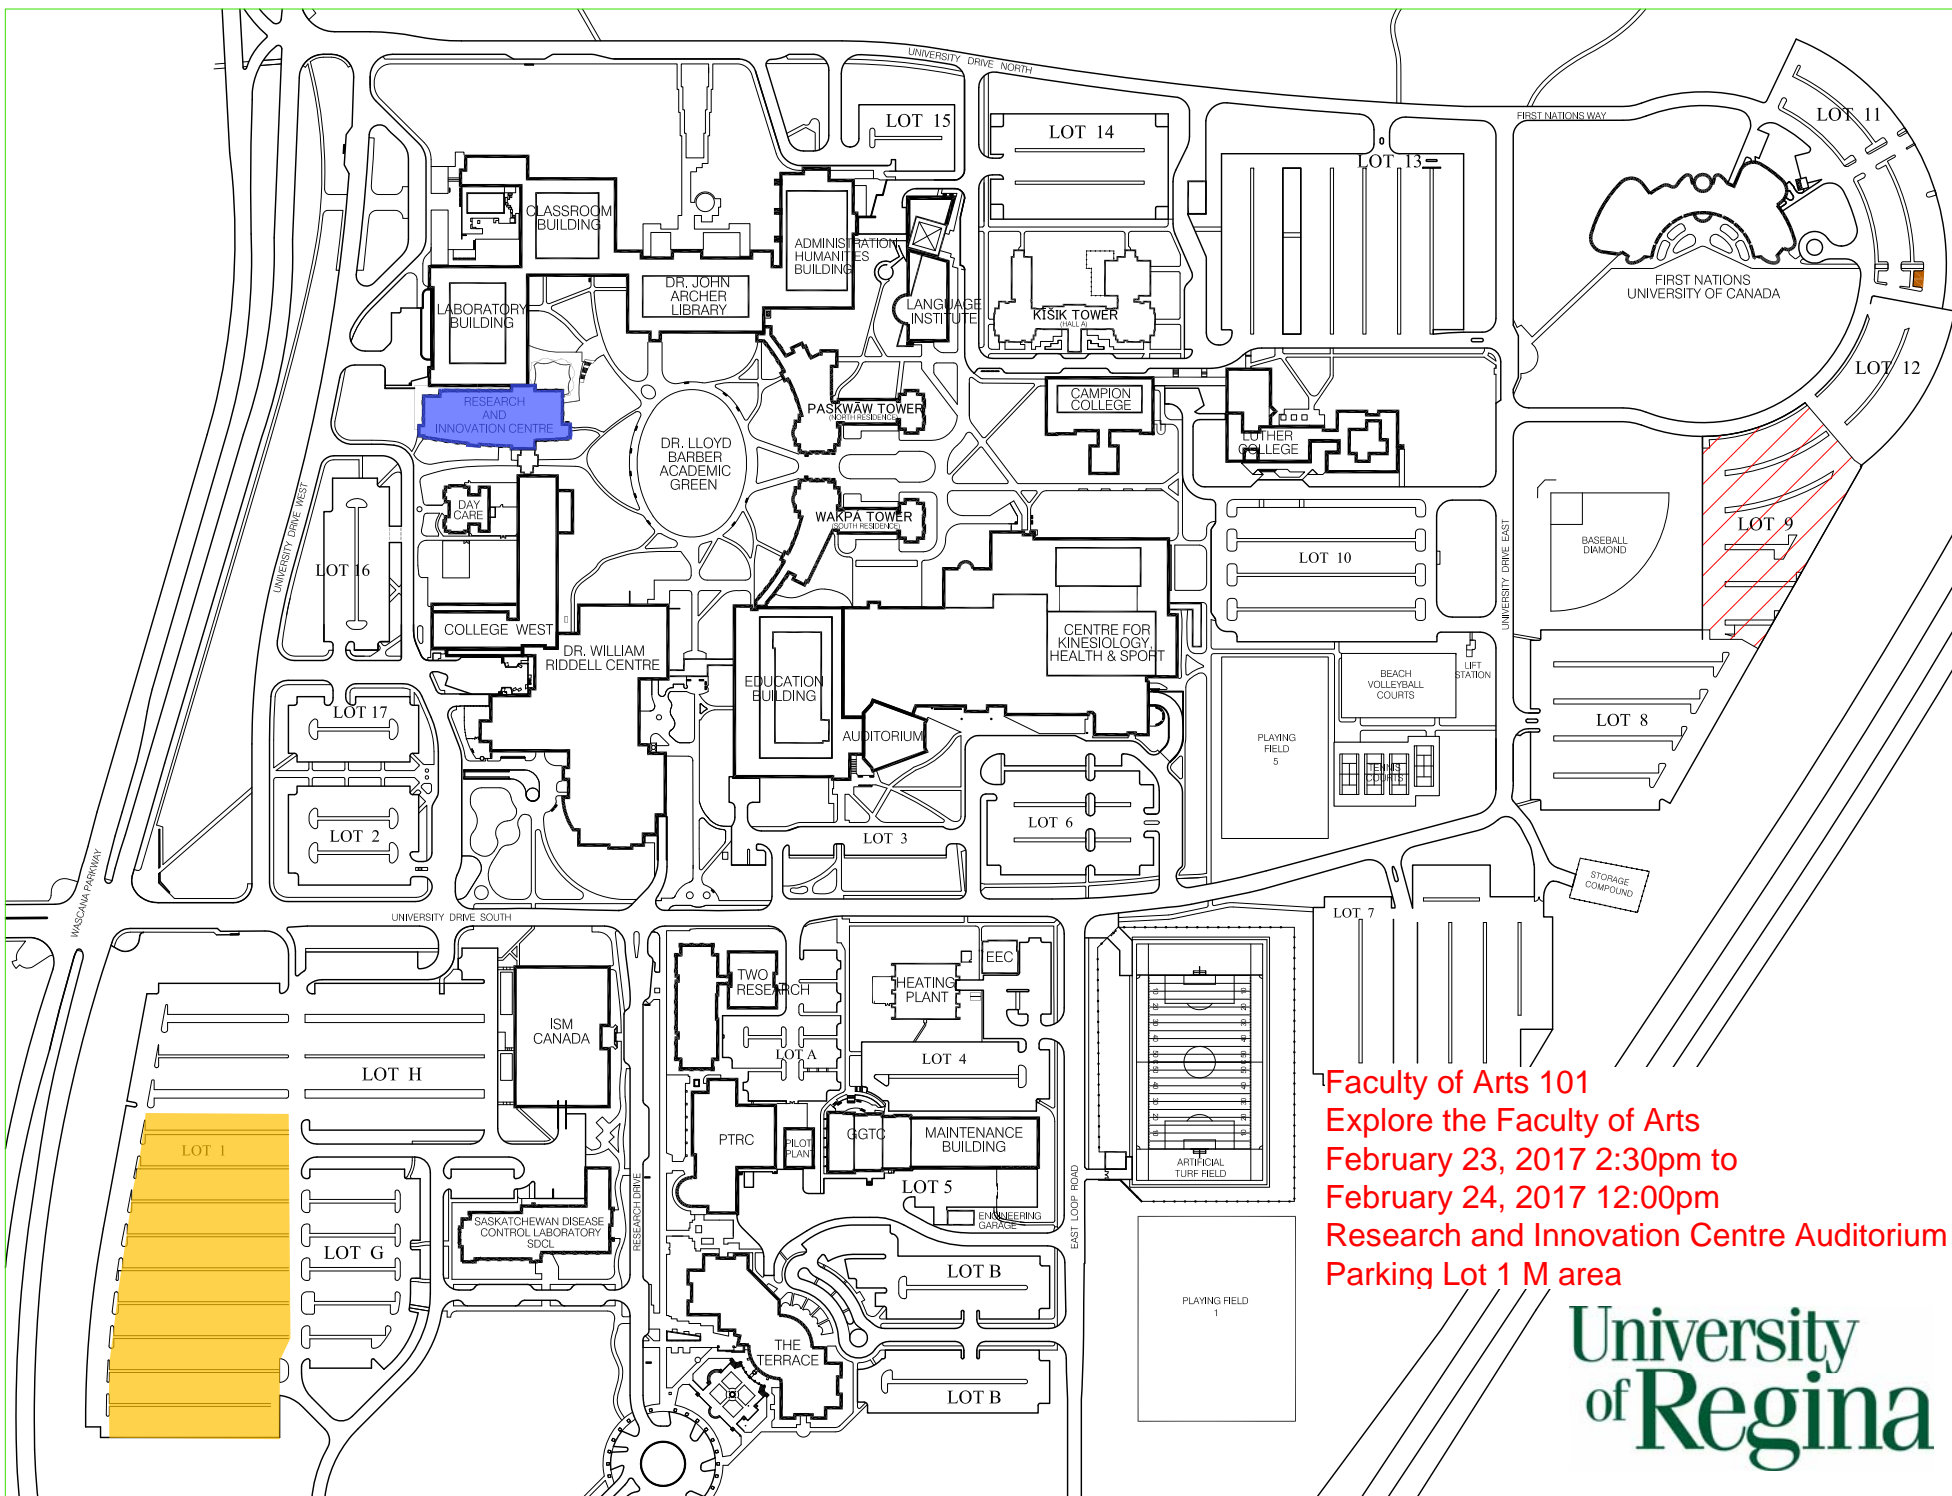 UNIVERSITY DRIVE NORTH
FIRST NATIONS WAY
LOT 11
LOT 15
LOT 14
LOT 13
CLASSROOM
BUILDING
ADMINISTRATION
HUMANITIES
BUILDING
DR. JOHN
ARCHER
LIBRARY
LABORATORY
BUILDING
LANGUAGE
INSTITUTE
KĪŠIK TOWER
(HALL A)
FIRST NATIONS
UNIVERSITY OF CANADA
LOT 12
RESEARCH
AND
INNOVATION CENTRE
PASKWĀW TOWER
(NORTH RESIDENCE)
CAMPION
COLLEGE
LUTHER
COLLEGE
DR. LLOYD
BARBER
ACADEMIC
GREEN
DAY
CARE
WAKPÁ TOWER
(SOUTH RESIDENCE)
UNIVERSITY DRIVE WEST
LOT 16
LOT 10
UNIVERSITY DRIVE EAST
BASEBALL
DIAMOND
LOT 9
COLLEGE WEST
DR. WILLIAM
RIDDELL CENTRE
CENTRE FOR
KINESIOLOGY,
HEALTH & SPORT
EDUCATION
BUILDING
AUDITORIUM
BEACH
VOLLEYBALL
COURTS
LIFT
STATION
LOT 17
LOT 8
PLAYING
FIELD
5
TENNIS
COURTS
LOT 2
LOT 3
LOT 6
WASCANA PARKWAY
STORAGE
COMPOUND
UNIVERSITY DRIVE SOUTH
LOT 7
TWO
RESEARCH
HEATING
PLANT
EEC
ISM
CANADA
LOT A
LOT 4
LOT H
PTRC
PILOT
PLANT
GGTC
MAINTENANCE
BUILDING
LOT 1
ARTIFICIAL
TURF FIELD
LOT 5
ENGINEERING
GARAGE
EAST LOOP ROAD
RESEARCH DRIVE
SASKATCHEWAN DISEASE
CONTROL LABORATORY
SDCL
LOT G
LOT B
THE
TERRACE
LOT B
PLAYING FIELD
1
Faculty of Arts 101
Explore the Faculty of Arts
February 23, 2017 2:30pm to
February 24, 2017 12:00pm
Research and Innovation Centre Auditorium
Parking Lot 1 M area
University
of Regina